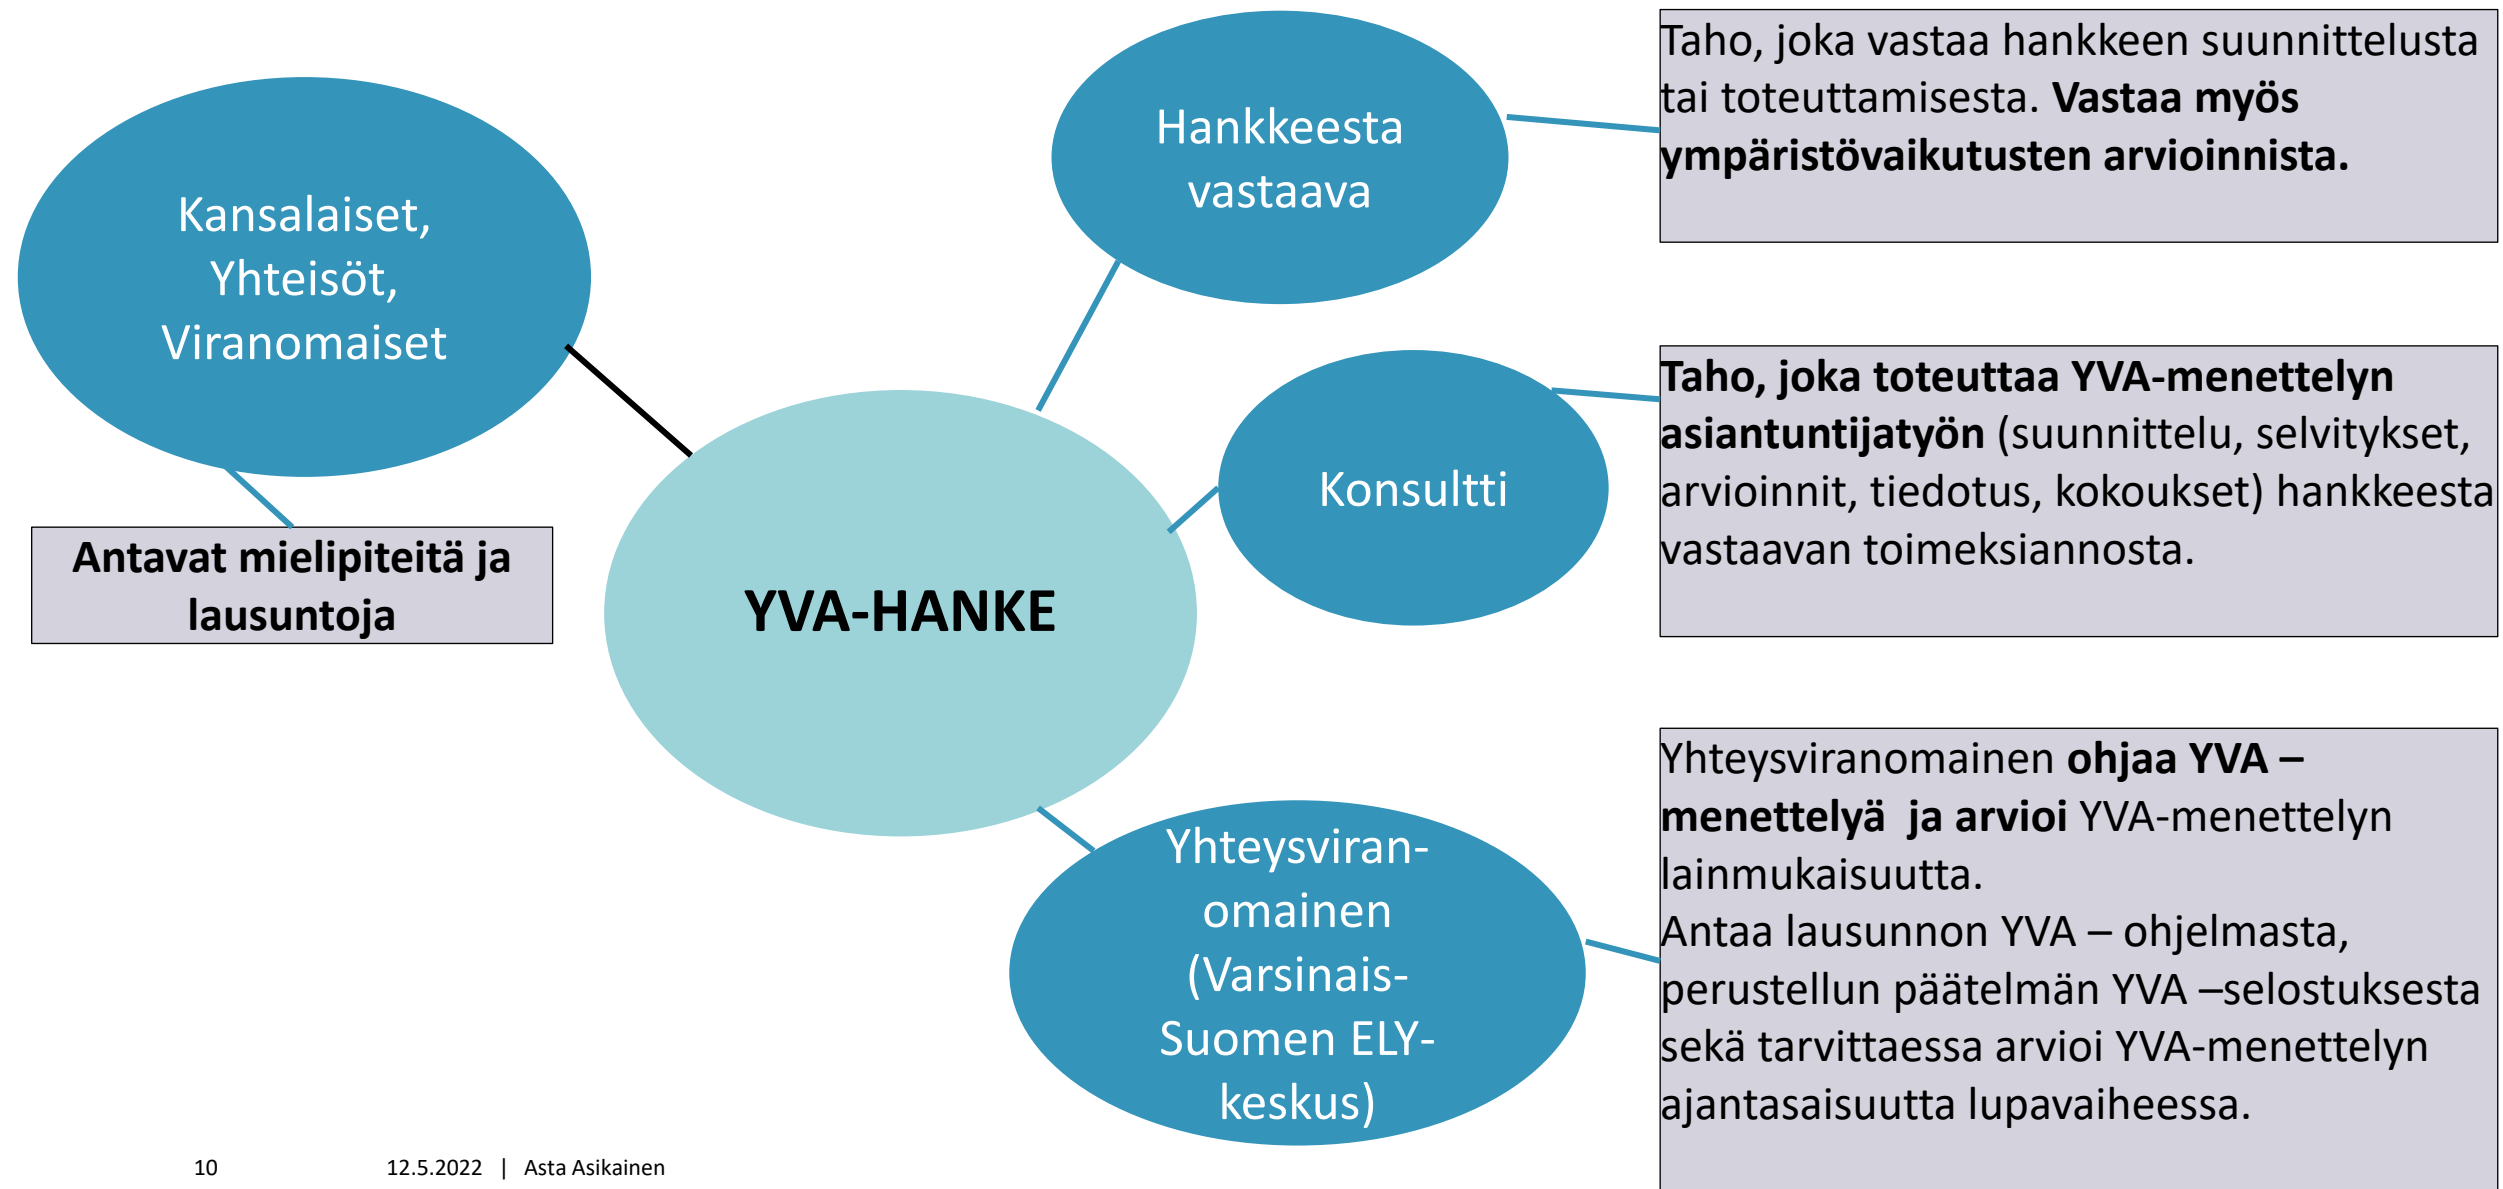 Kansalaiset,
Yhteisöt,
Viranomaiset
Antavat mielipiteitä ja
lausuntoja
YVA-HANKE
Hankkeesta
vastaava
Taho, joka vastaa hankkeen suunnittelusta
tai toteuttamisesta. Vastaa myös
ympäristövaikutusten arvioinnista.
Konsultti
Taho, joka toteuttaa YVA-menettelyn
asiantuntijatyön (suunnittelu, selvitykset,
arvioinnit, tiedotus, kokoukset) hankkeesta
vastaavan toimeksiannosta.
Yhteysviran-
omainen
(Varsinais-
Suomen ELY-
keskus)
Yhteysviranomainen ohjaa YVA –
menettelyä  ja arvioi YVA-menettelyn
lainmukaisuutta.
Antaa lausunnon YVA – ohjelmasta,
perustellun päätelmän YVA –selostuksesta
sekä tarvittaessa arvioi YVA-menettelyn
ajantasaisuutta lupavaiheessa.
10 12.5.2022 | Asta Asikainen